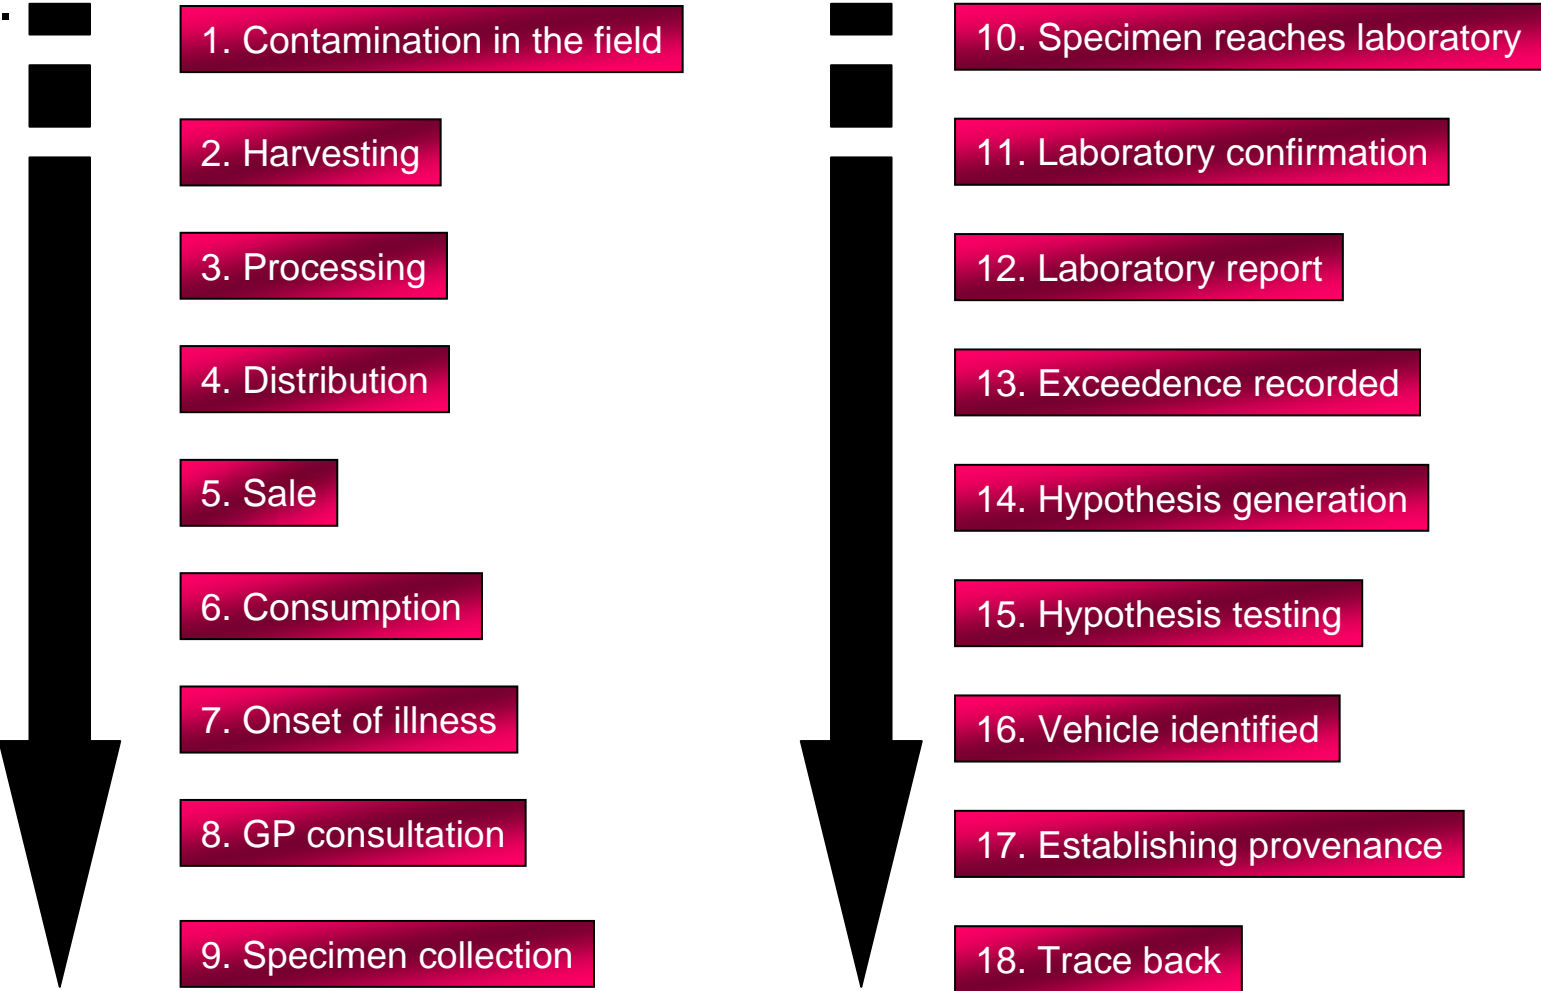 1. Contamination in the field
2. Harvesting
3. Processing
4. Distribution
5. Sale
6. Consumption
7. Onset of illness
8. GP consultation
9. Specimen collection
10. Specimen reaches laboratory
11. Laboratory confirmation
12. Laboratory report
13. Exceedence recorded
14. Hypothesis generation
15. Hypothesis testing
16. Vehicle identified
17. Establishing provenance
18. Trace back